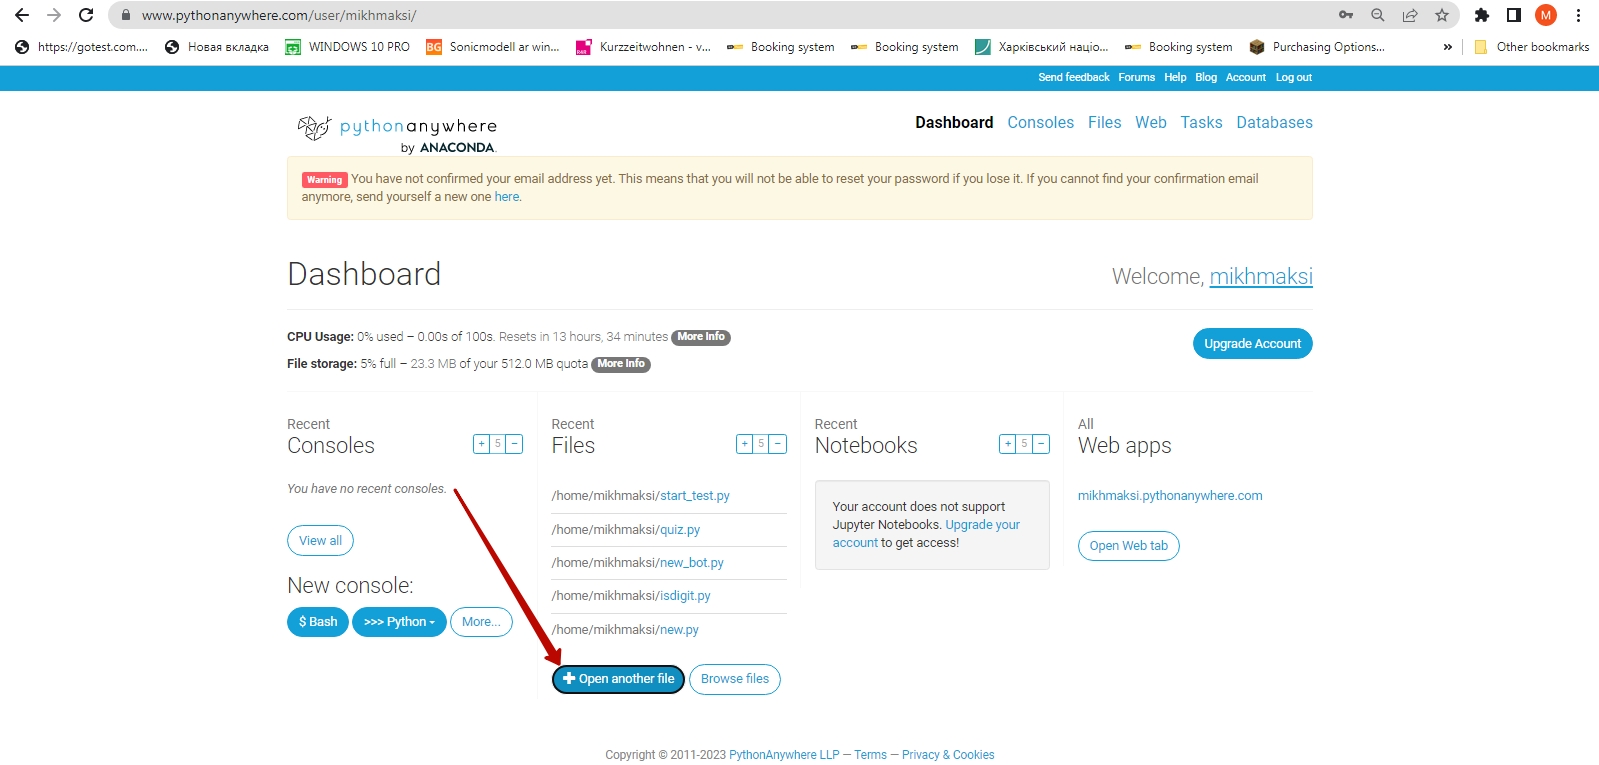 www.pythonanywhere.com/user/mikhmaksi/
M
https://gotest.com....
Новая вкладка
WINDOWS 10 PRO
BG
Sonicmodell ar win...
R4R
Kurzzeitwohnen - v...
Booking system
Booking system
Харківський націо...
Booking system
Purchasing Options...
»
Other bookmarks
Send feedback Forums Help Blog Account Log out
pythonanywhere
by ANACONDA.
Dashboard Consoles Files Web Tasks Databases
Warning You have not confirmed your email address yet. This means that you will not be able to reset your password if you lose it. If you cannot find your confirmation email
anymore, send yourself a new one here.
Dashboard
Welcome, mikhmaksi
CPU Usage: 0% used – 0.00s of 100s. Resets in 13 hours, 34 minutes More Info
File storage: 5% full – 23.3 MB of your 512.0 MB quota More Info
Upgrade Account
Recent
Consoles
+ 5 −
You have no recent consoles.
View all
New console:
$ Bash
>>> Python
More...
Recent
Files
+ 5 −
/home/mikhmaksi/start_test.py
/home/mikhmaksi/quiz.py
/home/mikhmaksi/new_bot.py
/home/mikhmaksi/isdigit.py
/home/mikhmaksi/new.py
+ Open another file
Browse files
Recent
Notebooks
+ 5 −
Your account does not support
Jupyter Notebooks. Upgrade your
account to get access!
All
Web apps
mikhmaksi.pythonanywhere.com
Open Web tab
Copyright © 2011-2023 PythonAnywhere LLP — Terms — Privacy & Cookies